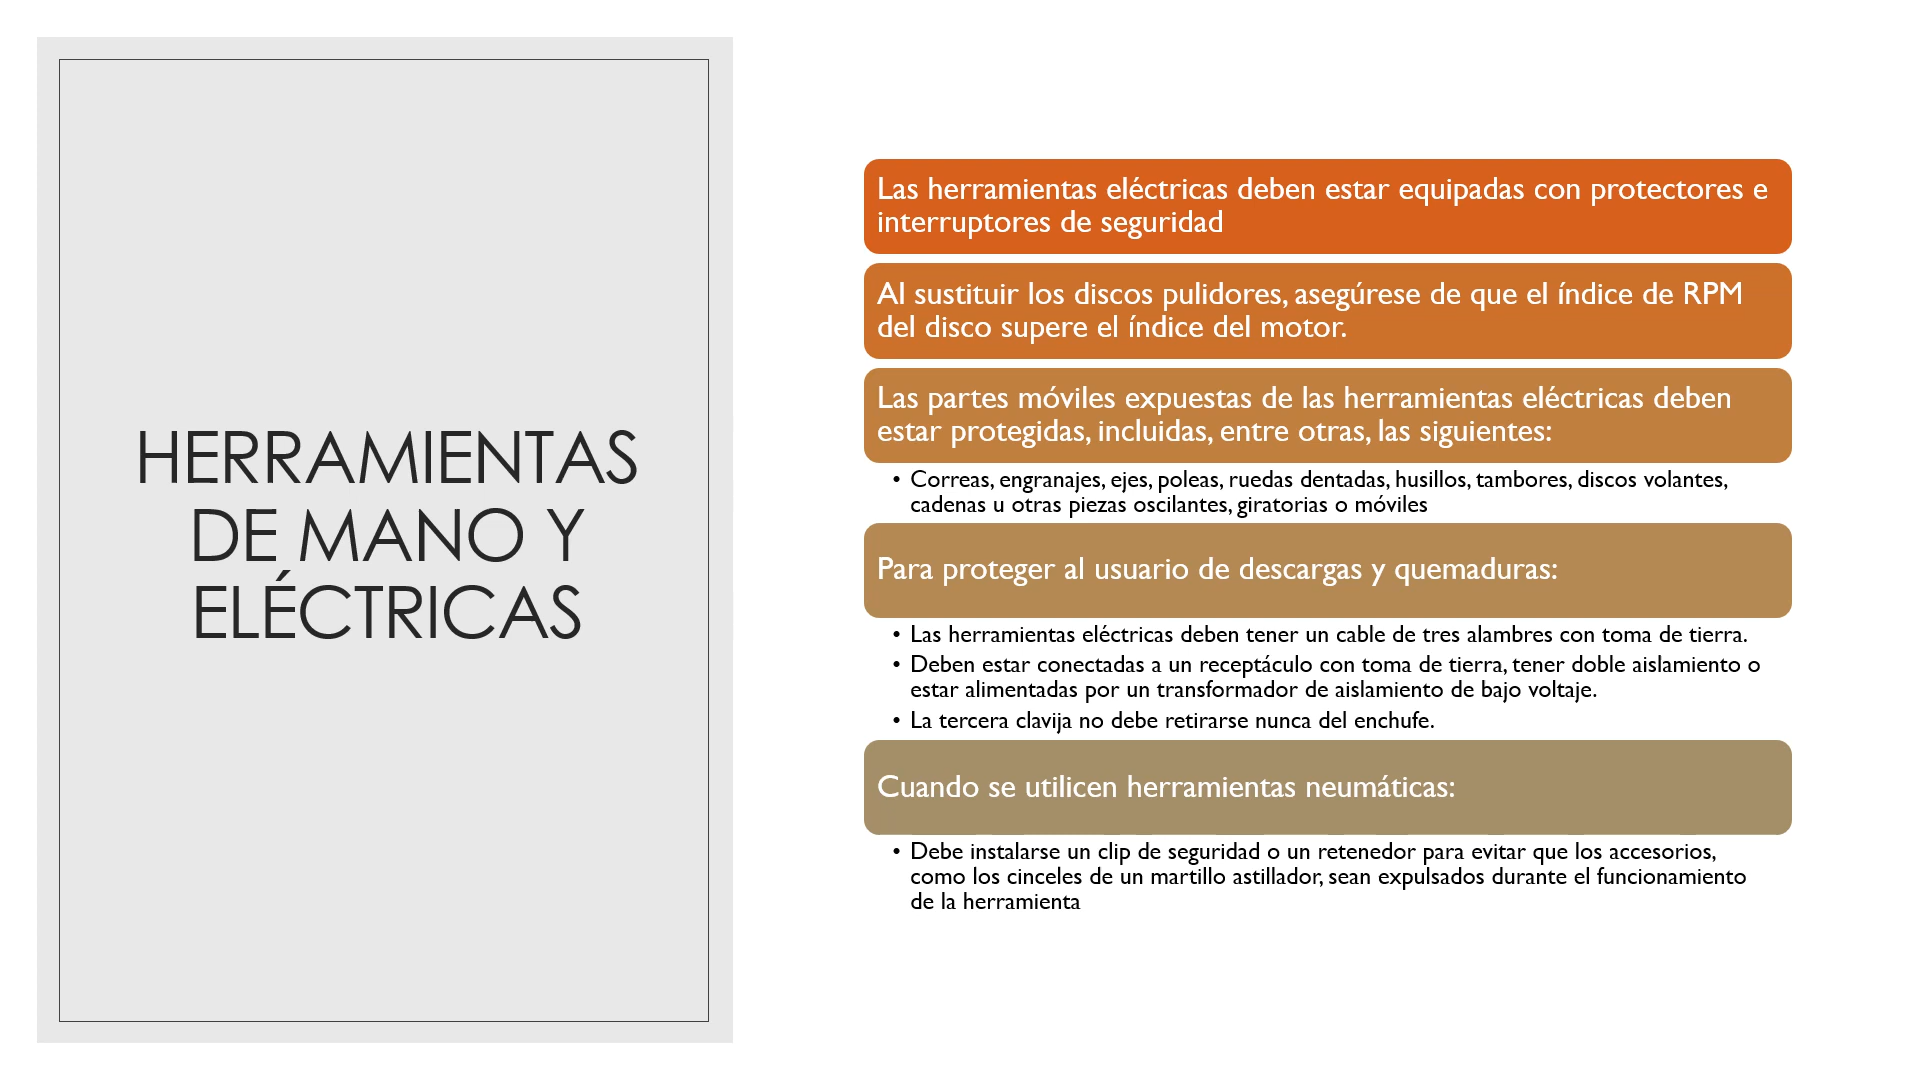 HERRAMIENTAS
DE MANO Y
ELÉCTRICAS
Las herramientas eléctricas deben estar equipadas con protectores e
interruptores de seguridad
Al sustituir los discos pulidores, asegúrese de que el índice de RPM
del disco supere el índice del motor.
Las partes móviles expuestas de las herramientas eléctricas deben
estar protegidas, incluidas, entre otras, las siguientes:
• Correas, engranajes, ejes, poleas, ruedas dentadas, husillos, tambores, discos volantes,
cadenas u otras piezas oscilantes, giratorias o móviles
Para proteger al usuario de descargas y quemaduras:
• Las herramientas eléctricas deben tener un cable de tres alambres con toma de tierra.
• Deben estar conectadas a un receptáculo con toma de tierra, tener doble aislamiento o
estar alimentadas por un transformador de aislamiento de bajo voltaje.
• La tercera clavija no debe retirarse nunca del enchufe.
Cuando se utilicen herramientas neumáticas:
• Debe instalarse un clip de seguridad o un retenedor para evitar que los accesorios,
como los cinceles de un martillo astillador, sean expulsados durante el funcionamiento
de la herramienta